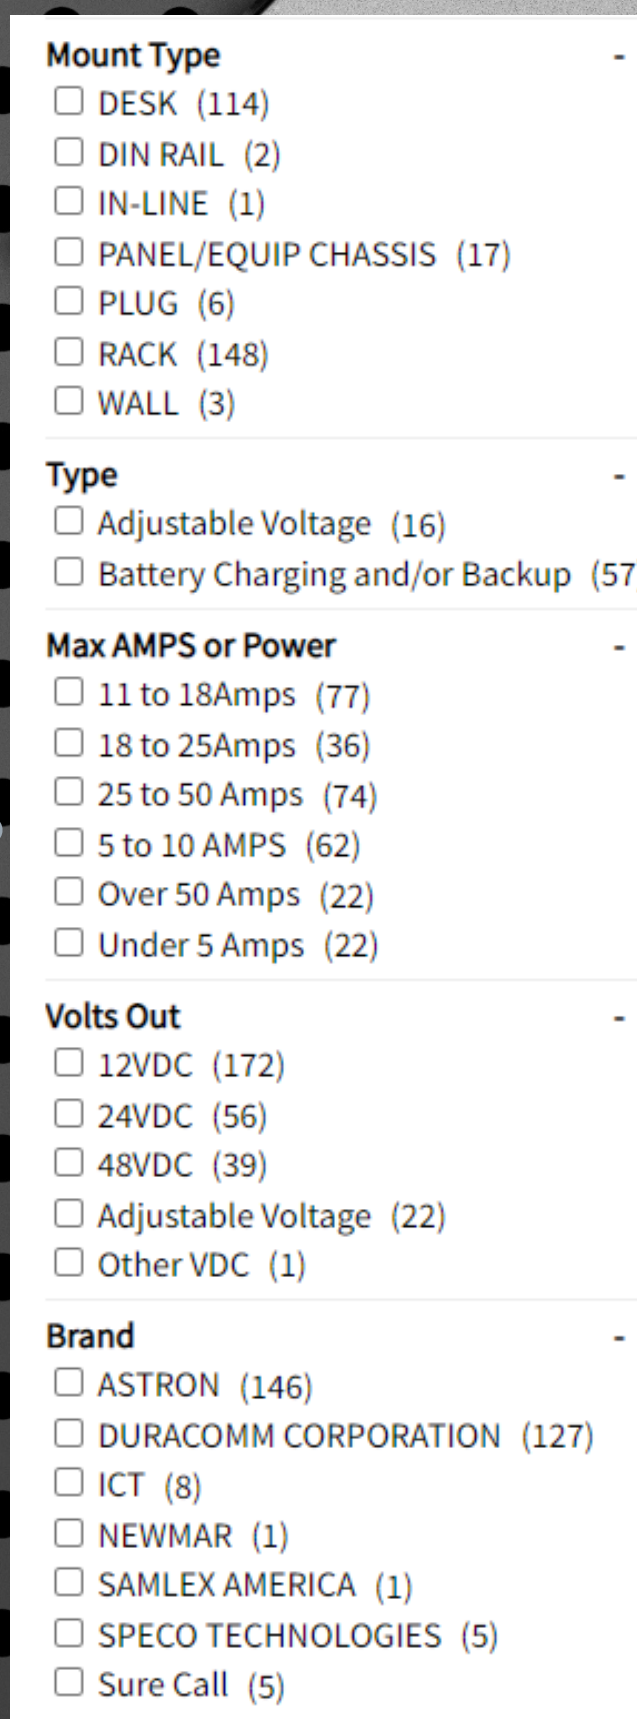 Mount Type -
DESK (114)
DIN RAIL (2)
IN-LINE (1)
PANEL/EQUIP CHASSIS (17)
PLUG (6)
RACK (148)
WALL (3)
Type -
Adjustable Voltage (16)
Battery Charging and/or Backup (57)
Max AMPS or Power -
11 to 18Amps (77)
18 to 25Amps (36)
25 to 50 Amps (74)
5 to 10 AMPS (62)
Over 50 Amps (22)
Under 5 Amps (22)
Volts Out -
12VDC (172)
24VDC (56)
48VDC (39)
Adjustable Voltage (22)
Other VDC (1)
Brand -
ASTRON (146)
DURACOMM CORPORATION (127)
ICT (8)
NEWMAR (1)
SAMLEX AMERICA (1)
SPECO TECHNOLOGIES (5)
Sure Call (5)